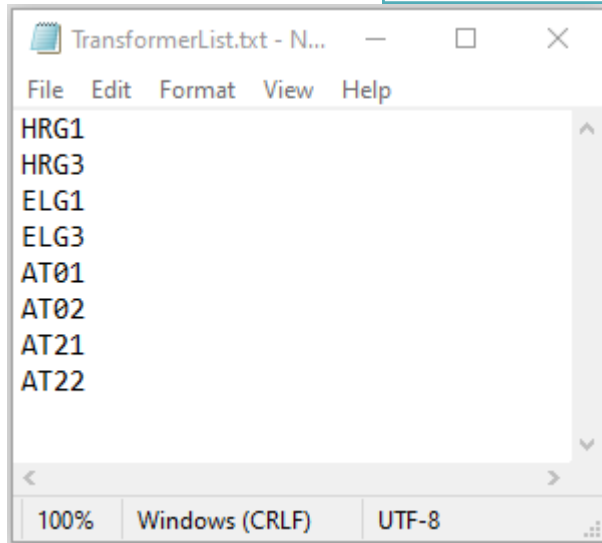 TransformerList.txt - N...
File Edit Format View Help
HRG1
HRG3
ELG1
ELG3
AT01
AT02
AT21
AT22
100% Windows (CRLF) UTF-8